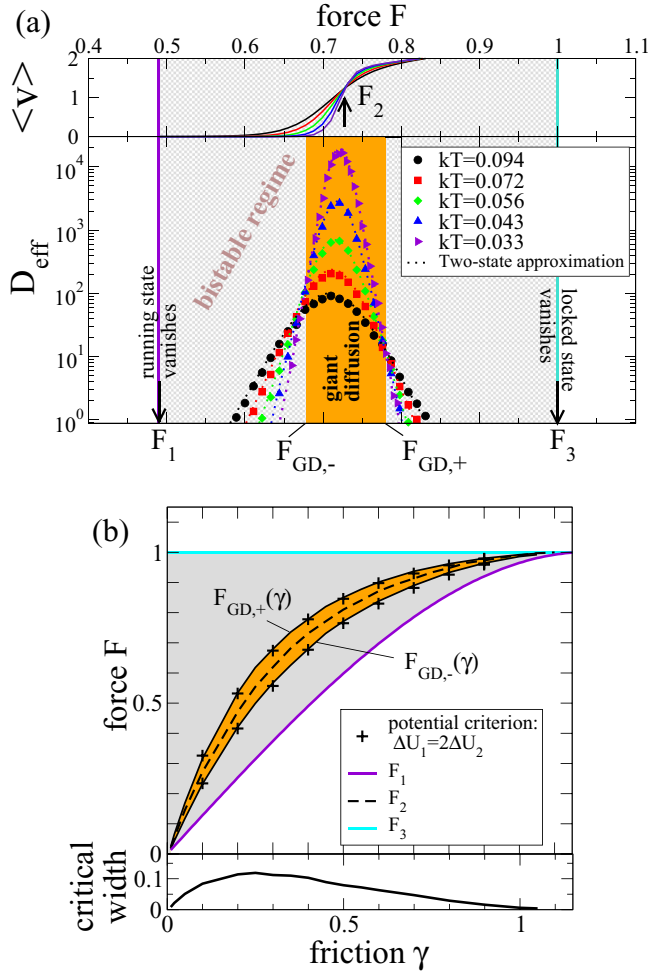 (a)
force F
0.4 0.5 0.6 0.7 0.8 0.9 1 1.1
<v>
2
1
0
F2
D_eff
10^4
10^3
10^2
10^1
10^0
bistable regime
kT=0.094
kT=0.072
kT=0.056
kT=0.043
kT=0.033
Two-state approximation
running state
vanishes
giant
diffusion
locked state
vanishes
F1
F_GD,-
F_GD,+
F3
(b)
force F
1
0.5
0
F_GD,+(γ)
F_GD,-(γ)
potential criterion:
ΔU1=2ΔU2
F1
F2
F3
critical
width
0.1
0
0 0.5 1
friction γ